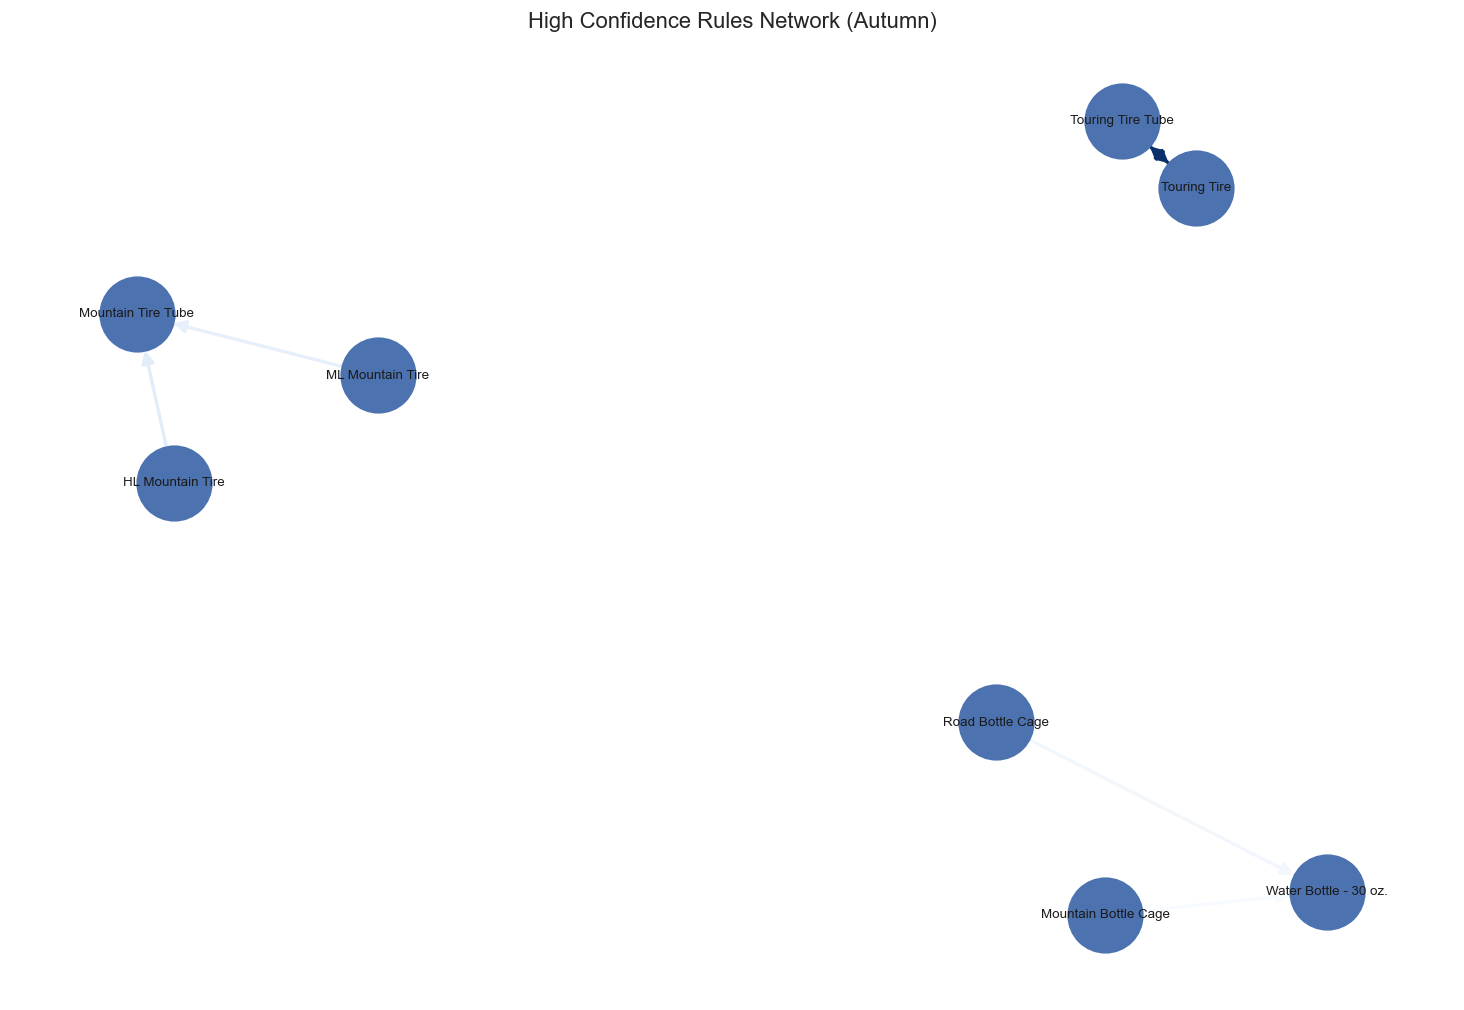 High Confidence Rules Network (Autumn)
Touring Tire Tube
Touring Tire
Mountain Tire Tube
ML Mountain Tire
HL Mountain Tire
Road Bottle Cage
Water Bottle - 30 oz.
Mountain Bottle Cage